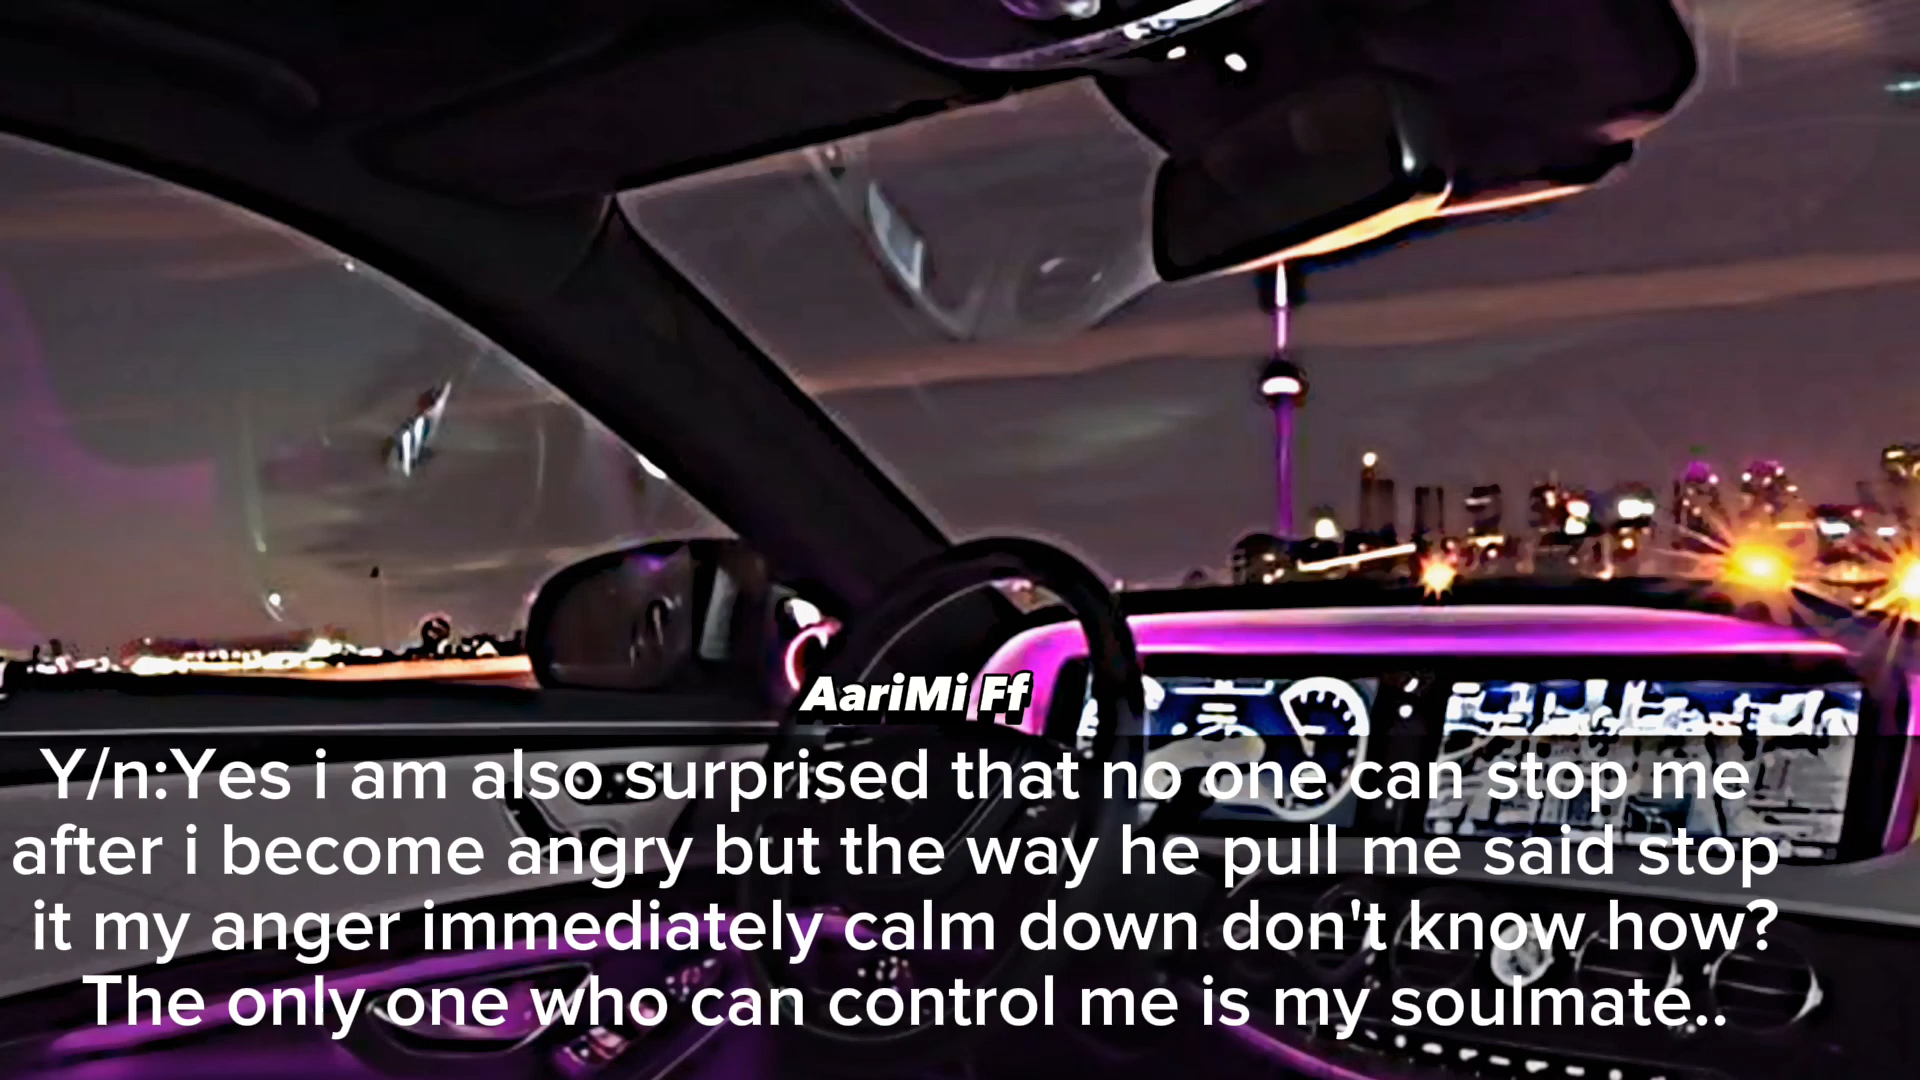 AariMi Ff
Y/n:Yes i am also surprised that no one can stop me
after i become angry but the way he pull me said stop
it my anger immediately calm down don't know how?
The only one who can control me is my soulmate..